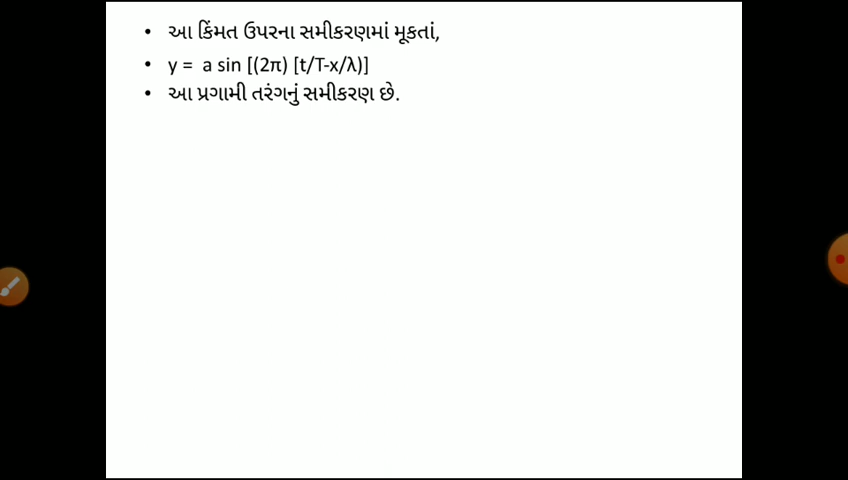 • આ કિંમત ઉપરના સમીકરણમાં મૂકતાં,
• y = a sin [(2π) [t/T-x/λ)]
• આ પ્રગામી તરંગનું સમીકરણ છે.